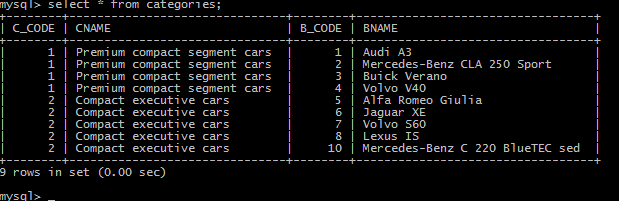 mysql> select * from categories;
+--------+-----------------------------+--------+------------------------------+
| C_CODE | CNAME                       | B_CODE | BNAME                        |
+--------+-----------------------------+--------+------------------------------+
|      1 | Premium compact segment cars |      1 | Audi A3                      |
|      1 | Premium compact segment cars |      2 | Mercedes-Benz CLA 250 Sport  |
|      1 | Premium compact segment cars |      3 | Buick Verano                 |
|      1 | Premium compact segment cars |      4 | Volvo V40                    |
|      2 | Compact executive cars      |      5 | Alfa Romeo Giulia            |
|      2 | Compact executive cars      |      6 | Jaguar XE                    |
|      2 | Compact executive cars      |      7 | Volvo S60                    |
|      2 | Compact executive cars      |      8 | Lexus IS                     |
|      2 | Compact executive cars      |     10 | Mercedes-Benz C 220 BlueTEC sed |
+--------+-----------------------------+--------+------------------------------+
9 rows in set (0.00 sec)
mysql> _